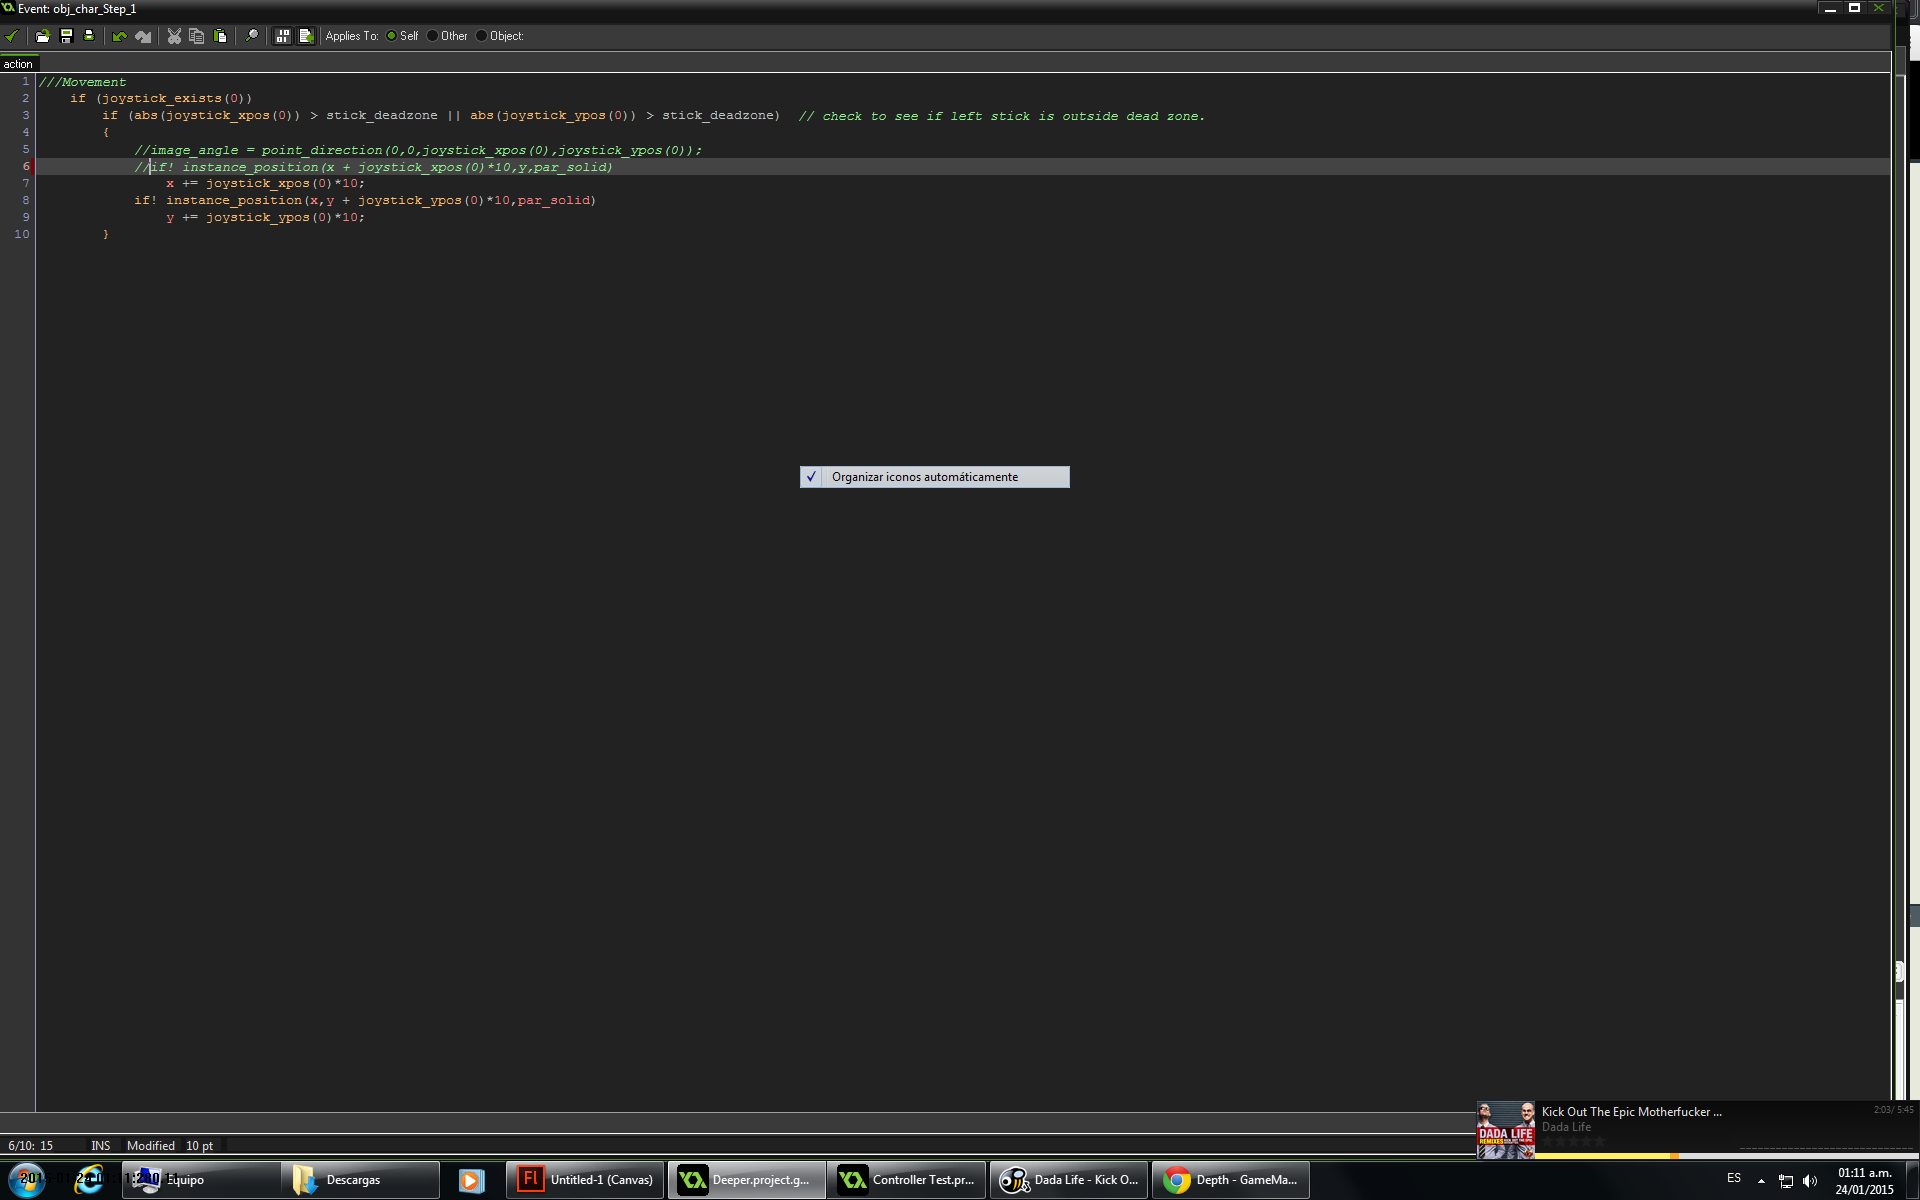 Event: obj_char_Step_1
Applies To: Self Other Object:
action
1 ///Movement
2 if (joystick_exists(0))
3 if (abs(joystick_xpos(0)) > stick_deadzone || abs(joystick_ypos(0)) > stick_deadzone) // check to see if left stick is outside dead zone.
4 {
5 //image_angle = point_direction(0,0,joystick_xpos(0),joystick_ypos(0));
6 //if! instance_position(x + joystick_xpos(0)*10,y,par_solid)
7 x += joystick_xpos(0)*10;
8 if! instance_position(x,y + joystick_ypos(0)*10,par_solid)
9 y += joystick_ypos(0)*10;
10 }
✓ Organizar iconos automáticamente
Kick Out The Epic Motherfucker ...
2:03/ 5:45
Dada Life
DADA LIFE
REMIXES
6/10: 15 INS Modified 10 pt
Equipo
Descargas
Fl Untitled-1 (Canvas)
Deeper.project.g...
Controller Test.pr...
Dada Life - Kick O...
Depth - GameMa...
ES
01:11 a.m.
24/01/2015